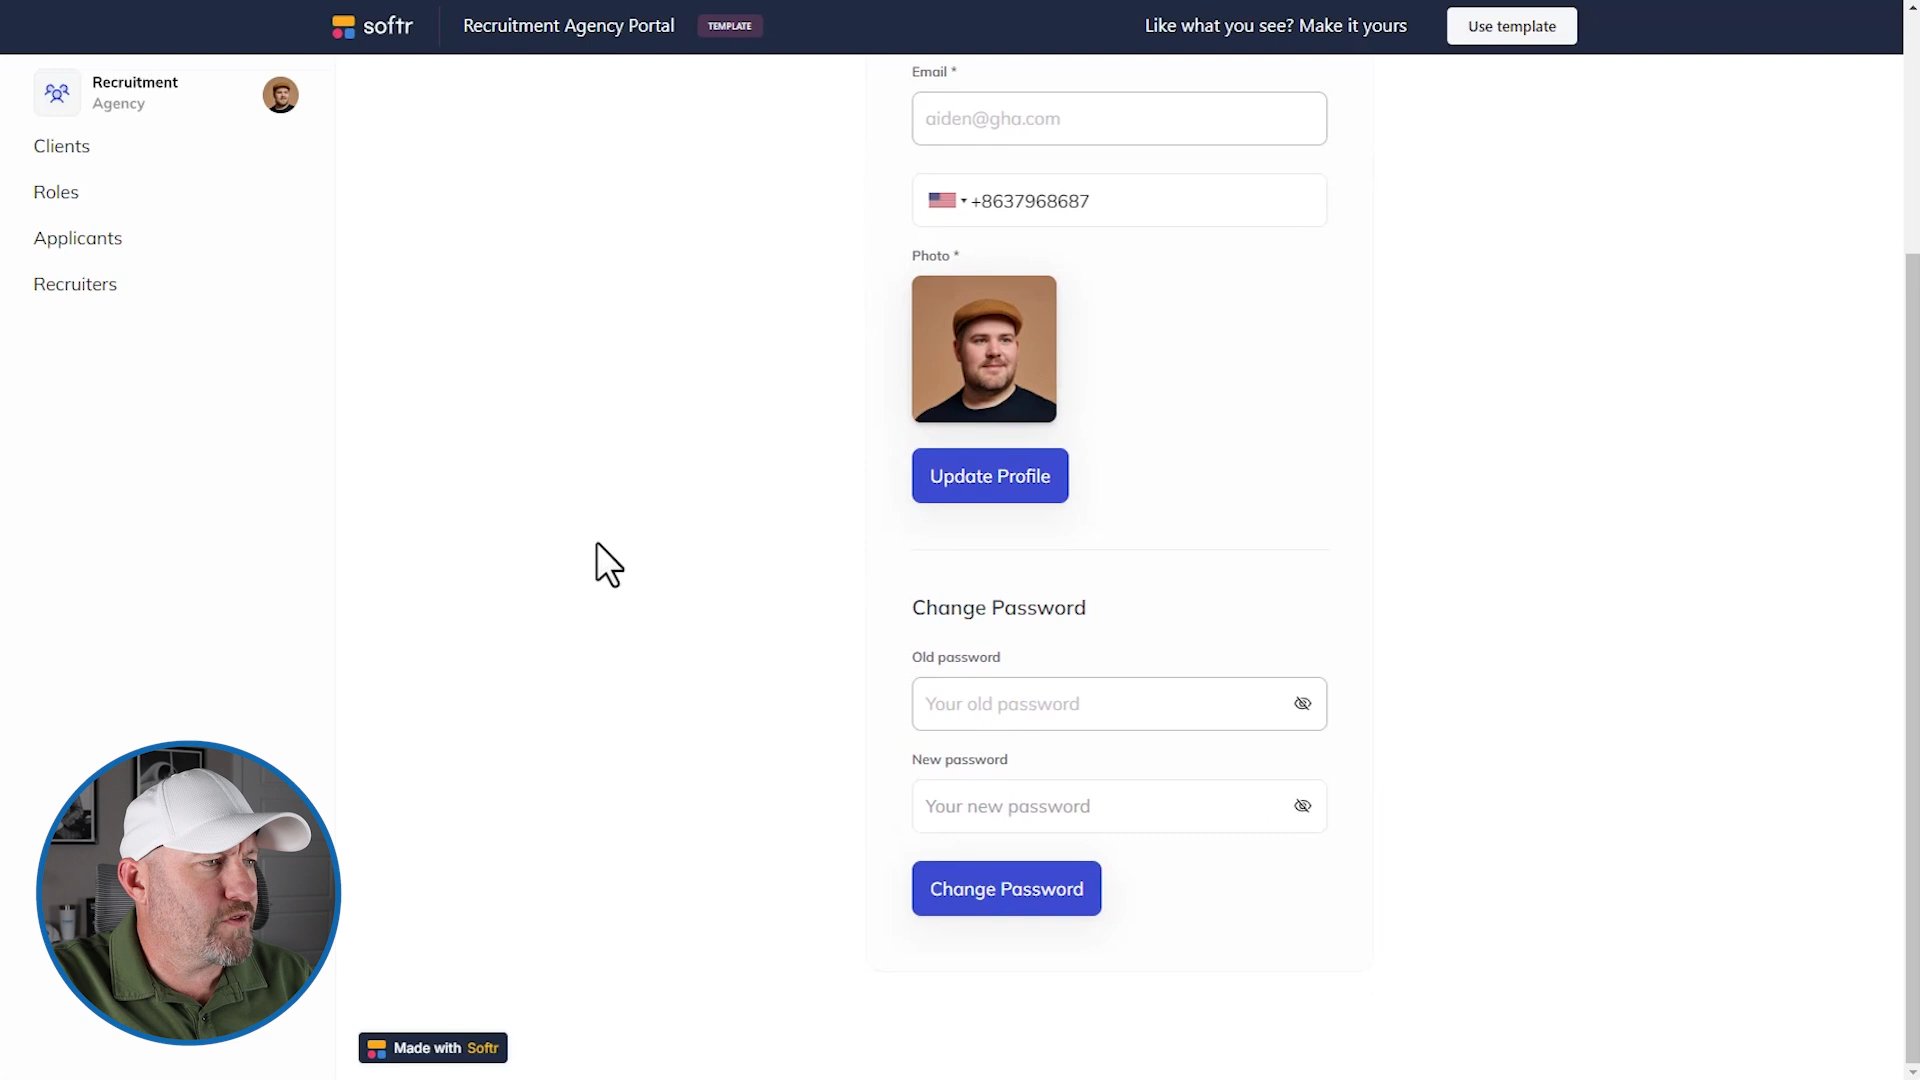 softr
Recruitment Agency Portal
TEMPLATE
Like what you see? Make it yours
Use template
Recruitment
Agency
Clients
Roles
Applicants
Recruiters
Email *
aiden@gha.com
+8637968687
Photo *
Update Profile
Change Password
Old password
Your old password
New password
Your new password
Change Password
Made with Softr